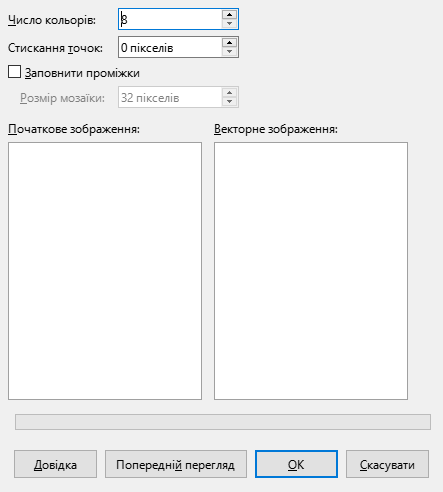 Число кольорів: 8
Стискання точок: 0 пікселів
Заповнити проміжки
Розмір мозаїки: 32 пікселів
Початкове зображення: Векторне зображення:
Довідка Попередній перегляд ОК Скасувати